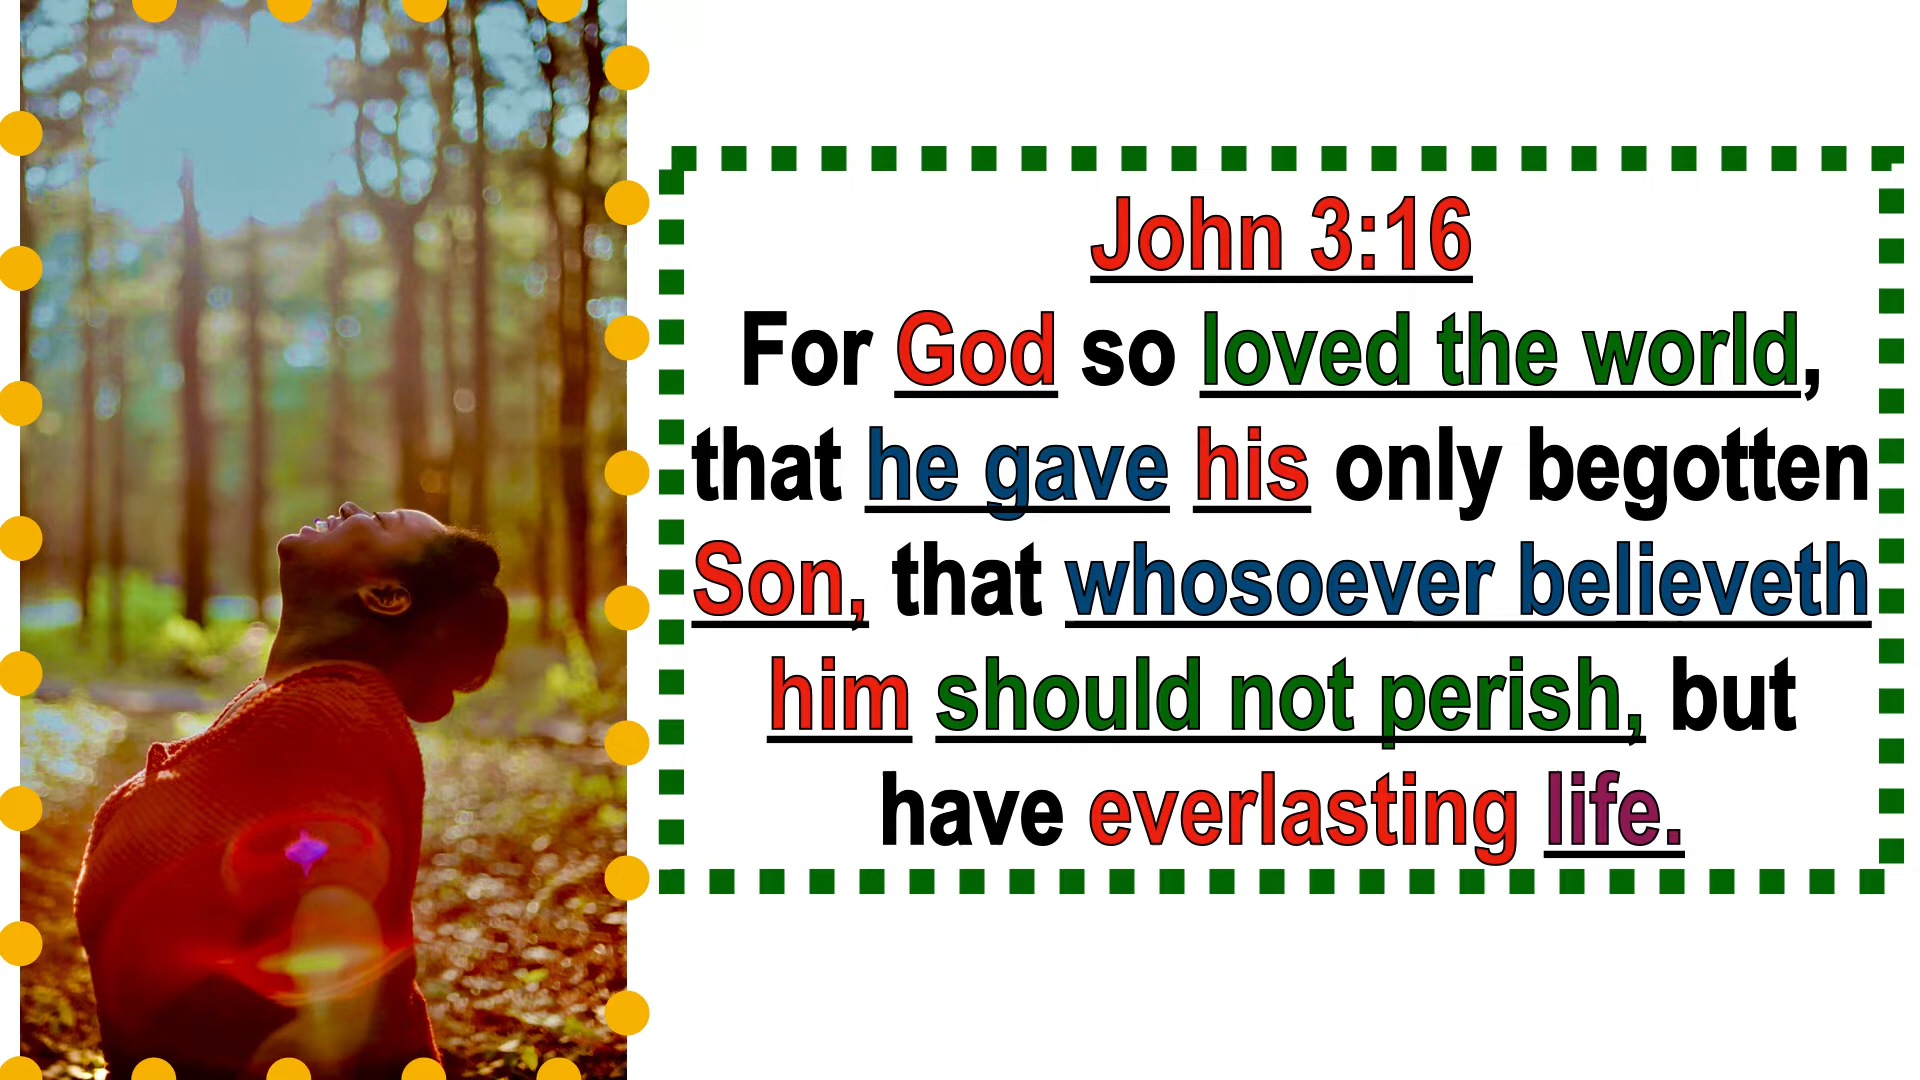 John 3:16
For God so loved the world,
that he gave his only begotten
Son, that whosoever believeth
him should not perish, but
have everlasting life.